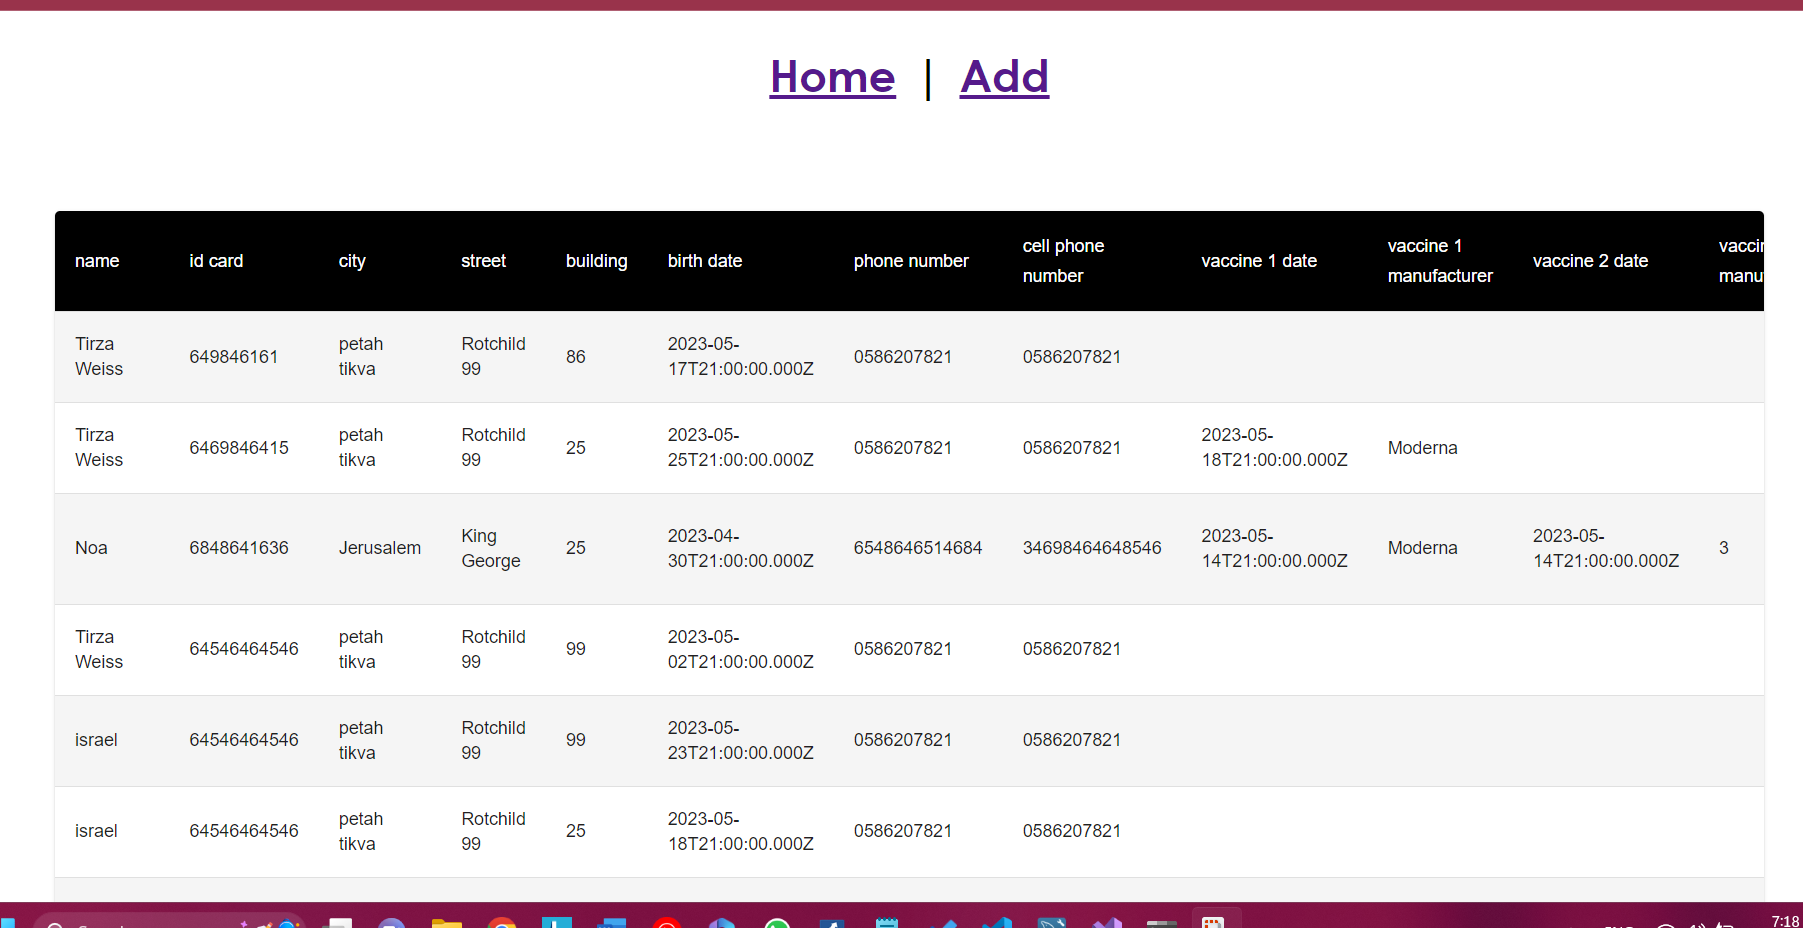 Home | Add
name id card city street building birth date phone number cell phone number vaccine 1 date vaccine 1 manufacturer vaccine 2 date
Tirza Weiss 649846161 petah tikva Rotchild 99 86 2023-05-17T21:00:00.000Z 0586207821 0586207821
Tirza Weiss 6469846415 petah tikva Rotchild 99 25 2023-05-25T21:00:00.000Z 0586207821 0586207821 2023-05-18T21:00:00.000Z Moderna
Noa 6848641636 Jerusalem King George 25 2023-04-30T21:00:00.000Z 6548646514684 34698464648546 2023-05-14T21:00:00.000Z Moderna 2023-05-14T21:00:00.000Z 3
Tirza Weiss 64546464546 petah tikva Rotchild 99 99 2023-05-02T21:00:00.000Z 0586207821 0586207821
israel 64546464546 petah tikva Rotchild 99 99 2023-05-23T21:00:00.000Z 0586207821 0586207821
israel 64546464546 petah tikva Rotchild 99 25 2023-05-18T21:00:00.000Z 0586207821 0586207821
7:18